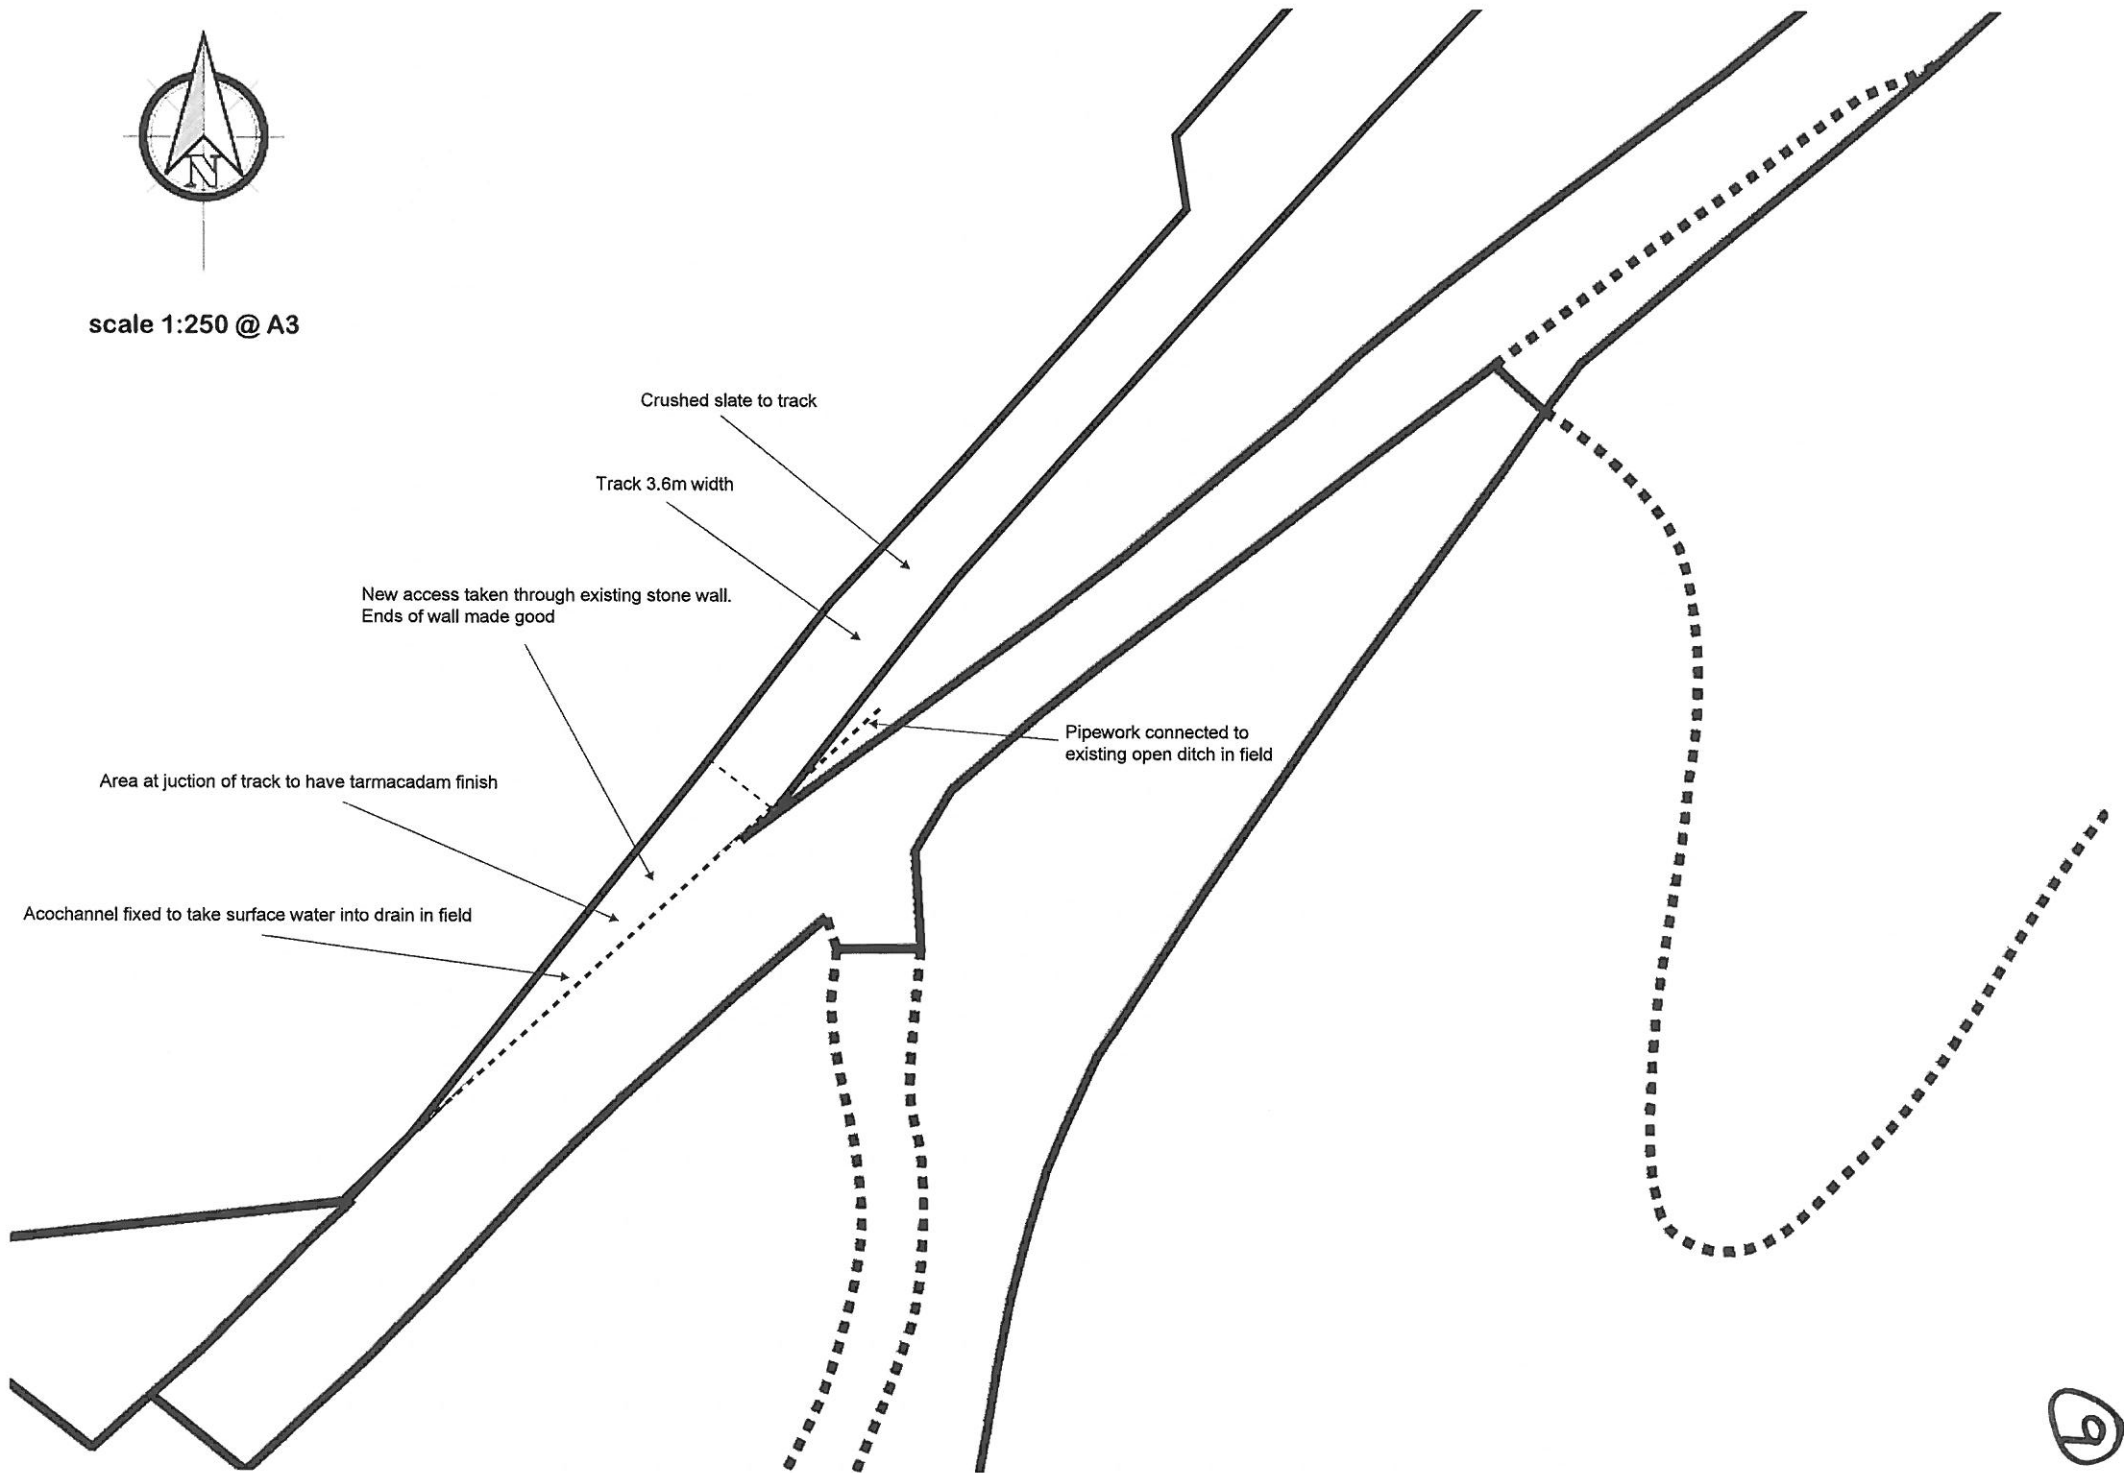 N
scale 1:250 @ A3
Crushed slate to track
Track 3.6m width
New access taken through existing stone wall.
Ends of wall made good
Pipework connected to
existing open ditch in field
Area at juction of track to have tarmacadam finish
Acochannel fixed to take surface water into drain in field